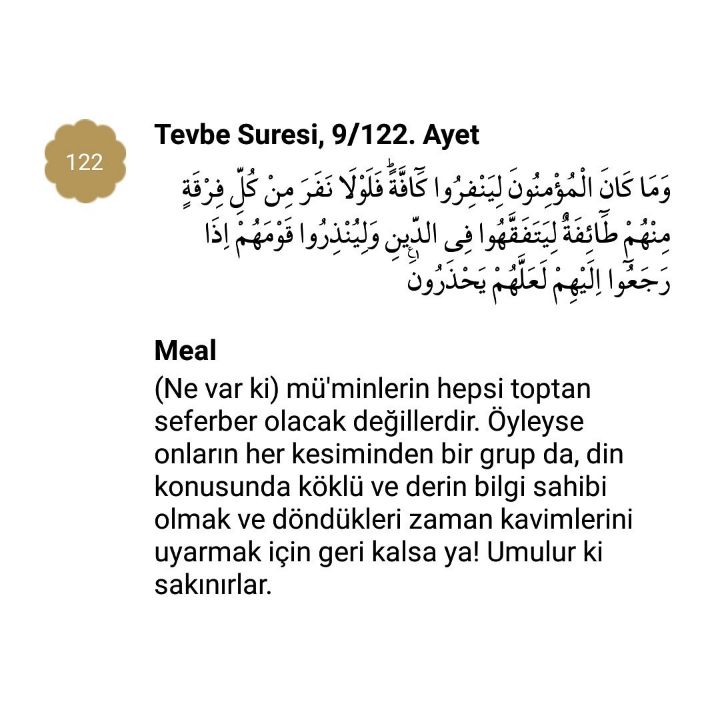 122
Tevbe Suresi, 9/122. Ayet
وَمَا كَانَ الْمُؤْمِنُونَ لِيَنْفِرُوا كَٓافَّةًۜ فَلَوْلَا نَفَرَ مِنْ كُلِّ فِرْقَةٍ
مِنْهُمْ طَٓائِفَةٌ لِيَتَفَقَّهُوا فِى الدّ۪ينِ وَلِيُنْذِرُوا قَوْمَهُمْ اِذَا
رَجَعُٓوا اِلَيْهِمْ لَعَلَّهُمْ يَحْذَرُونَ۟
Meal
(Ne var ki) mü'minlerin hepsi toptan
seferber olacak değillerdir. Öyleyse
onların her kesiminden bir grup da, din
konusunda köklü ve derin bilgi sahibi
olmak ve döndükleri zaman kavimlerini
uyarmak için geri kalsa ya! Umulur ki
sakınırlar.